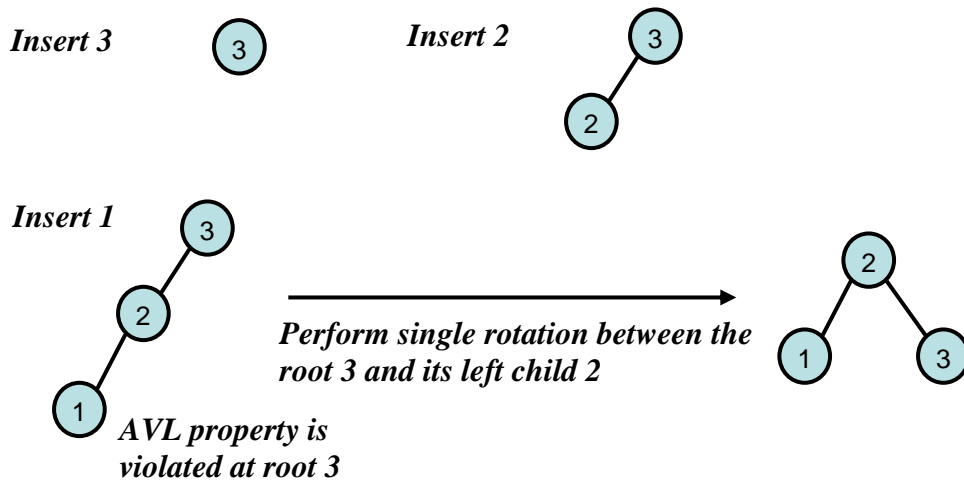 Insert 3
3
Insert 2
3
2
Insert 1
3
2
1
AVL property is
violated at root 3
Perform single rotation between the
root 3 and its left child 2
2
1
3